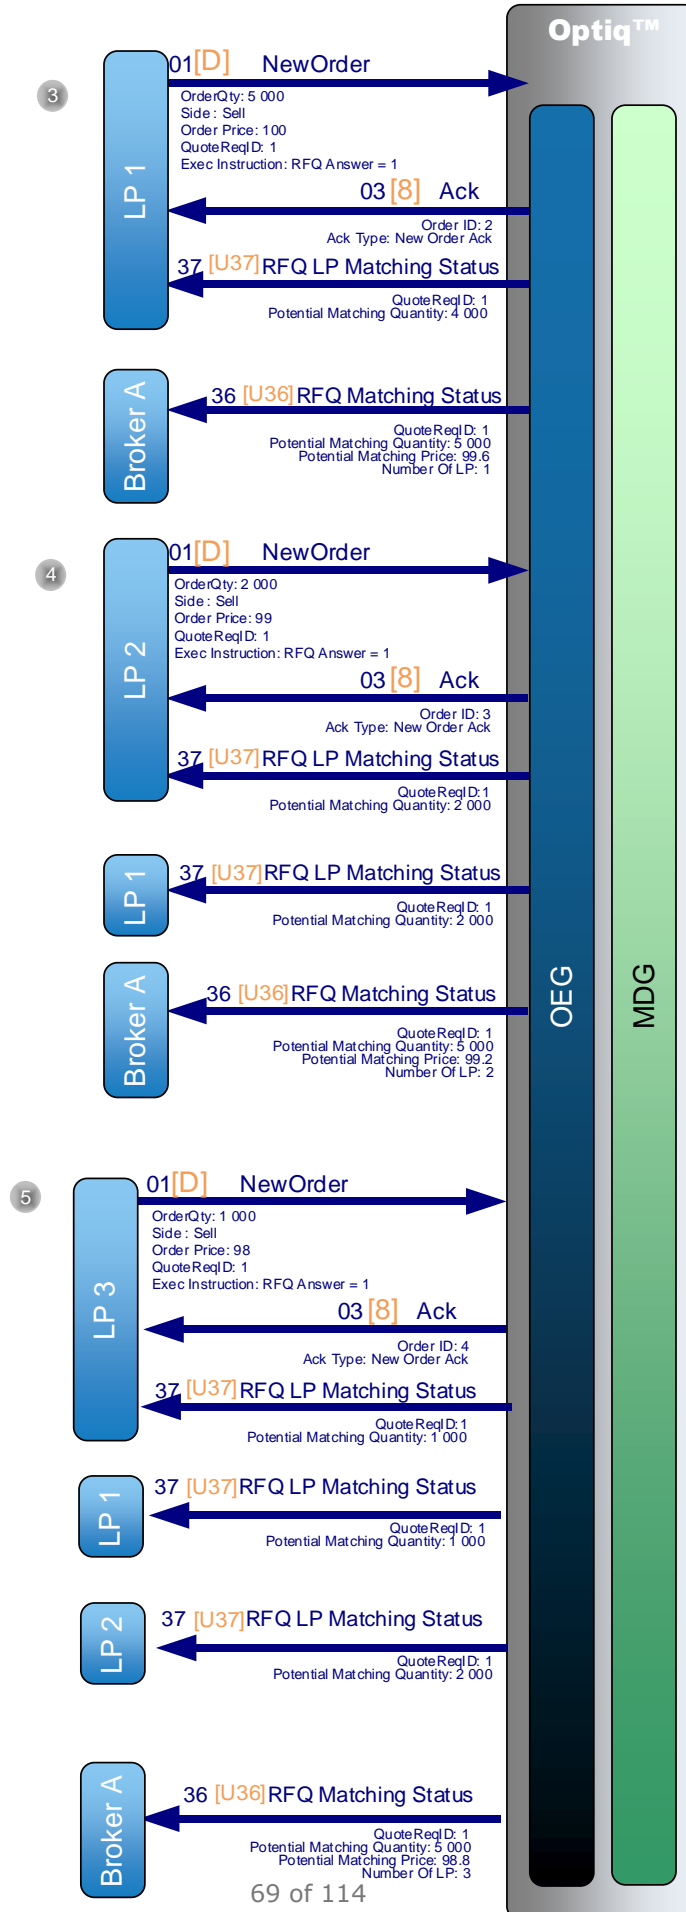 Optiq™
OEG
MDG
3
LP 1
01[D] NewOrder
OrderQty: 5 000
Side : Sell
Order Price: 100
QuoteReqID: 1
Exec Instruction: RFQ Answer = 1
03 [8] Ack
Order ID: 2
Ack Type: New Order Ack
37 [U37] RFQ LP Matching Status
QuoteReqID: 1
Potential Matching Quantity: 4 000
Broker A
36 [U36] RFQ Matching Status
QuoteReqID: 1
Potential Matching Quantity: 5 000
Potential Matching Price: 99.6
Number Of LP: 1
4
LP 2
01[D] NewOrder
OrderQty: 2 000
Side : Sell
Order Price: 99
QuoteReqID: 1
Exec Instruction: RFQ Answer = 1
03 [8] Ack
Order ID: 3
Ack Type: New Order Ack
37 [U37] RFQ LP Matching Status
QuoteReqID:1
Potential Matching Quantity: 2 000
LP 1
37 [U37] RFQ LP Matching Status
QuoteReqID: 1
Potential Matching Quantity: 2 000
Broker A
36 [U36] RFQ Matching Status
QuoteReqID: 1
Potential Matching Quantity: 5 000
Potential Matching Price: 99.2
Number Of LP: 2
5
LP 3
01[D] NewOrder
OrderQty: 1 000
Side : Sell
Order Price: 98
QuoteReqID: 1
Exec Instruction: RFQ Answer = 1
03 [8] Ack
Order ID: 4
Ack Type: New Order Ack
37 [U37] RFQ LP Matching Status
QuoteReqID:1
Potential Matching Quantity: 1 000
LP 1
37 [U37] RFQ LP Matching Status
QuoteReqID: 1
Potential Matching Quantity: 1 000
LP 2
37 [U37] RFQ LP Matching Status
QuoteReqID: 1
Potential Matching Quantity: 2 000
Broker A
36 [U36] RFQ Matching Status
QuoteReqID: 1
Potential Matching Quantity: 5 000
Potential Matching Price: 98.8
Number Of LP: 3
69 of 114